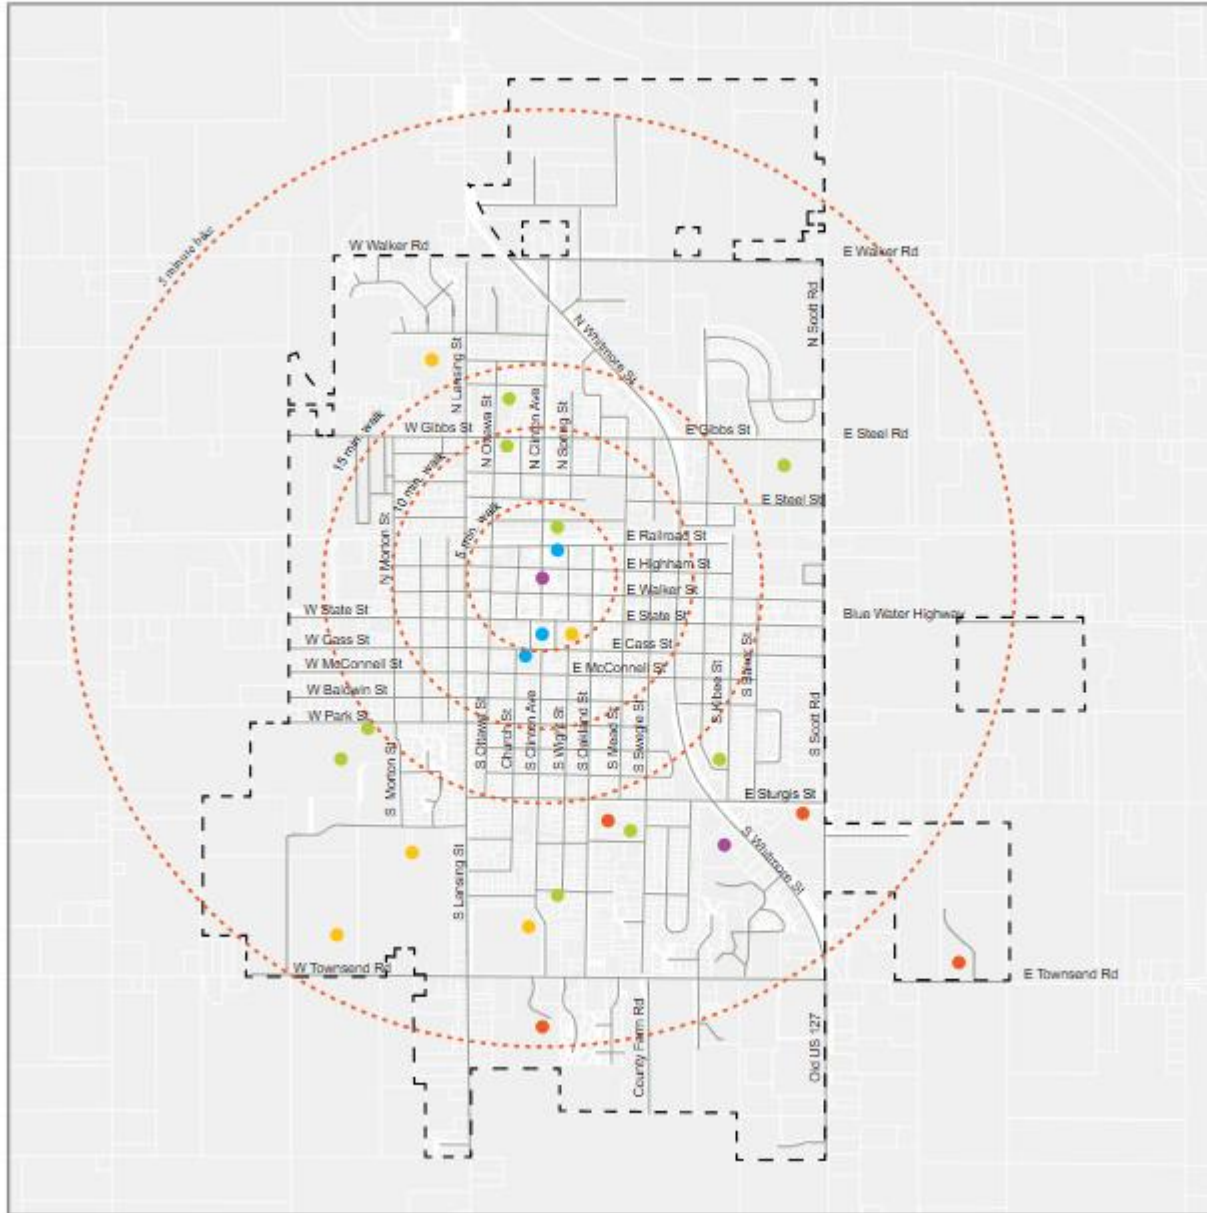 5 minute bike
W Walker Rd
E Walker Rd
N Scott Rd
N Whitmore St
N Lansing St
N Ottawa St
N Clinton Ave
N Spring St
W Gibbs St
E Gibbs St
E Steel Rd
15 min. walk
10 min. walk
5 min. walk
E Steel St
N Morton St
E Railroad St
E Highham St
E Walker St
W State St
E State St
Blue Water Highway
W Cass St
E Cass St
W McConnell St
E McConnell St
W Baldwin St
W Park St
S Ottawa St
Church St
S Clinton Ave
S Wight St
S Oakland St
S Mead St
S Swegle St
S Kibee St
S Baker St
S Scott Rd
S Morton St
E Sturgis St
S Whitmore St
S Lansing St
W Townsend Rd
E Townsend Rd
County Farm Rd
Old US 127